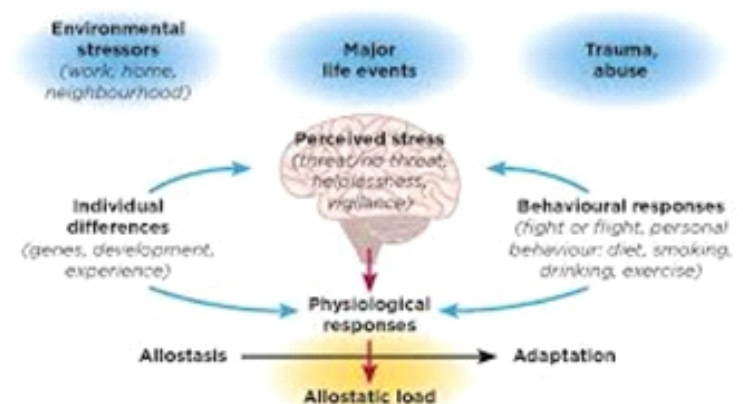 Environmental
stressors
(work, home,
neighbourhood)
Major
life events
Trauma,
abuse
Perceived stress
(threat/no threat,
helplessness,
vigilance)
Individual
differences
(genes, development,
experience)
Behavioural responses
(fight or flight, personal
behaviour: diet, smoking,
drinking, exercise)
Physiological
responses
Allostasis
Adaptation
Allostatic load